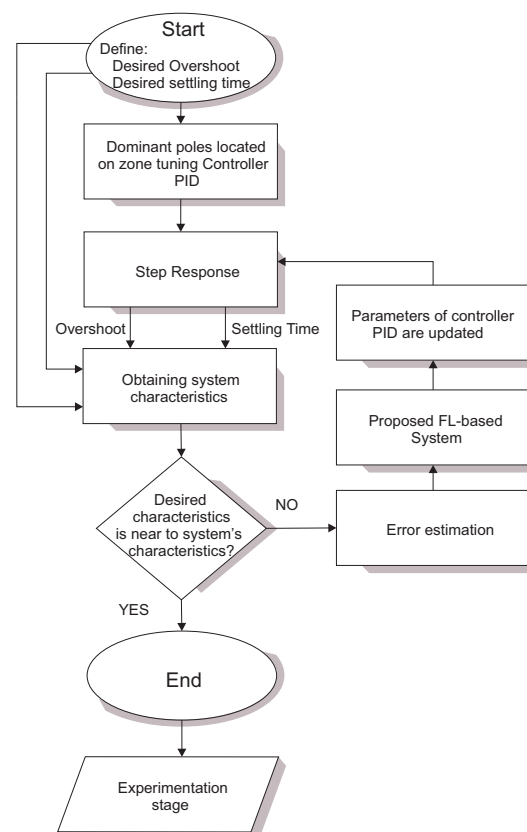 Start
Define:
Desired Overshoot
Desired settling time
Dominant poles located
on zone tuning Controller
PID
Step Response
Overshoot
Settling Time
Obtaining system
characteristics
Desired
characteristics
is near to system's
characteristics?
NO
YES
Error estimation
Proposed FL-based
System
Parameters of controller
PID are updated
End
Experimentation
stage